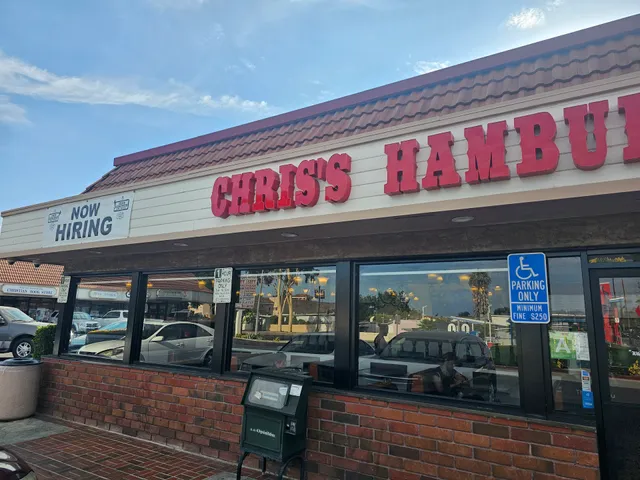 CHRIS'S HAMBU
NOW
HIRING
PARKING
ONLY
MINIMUM
FINE $250
A